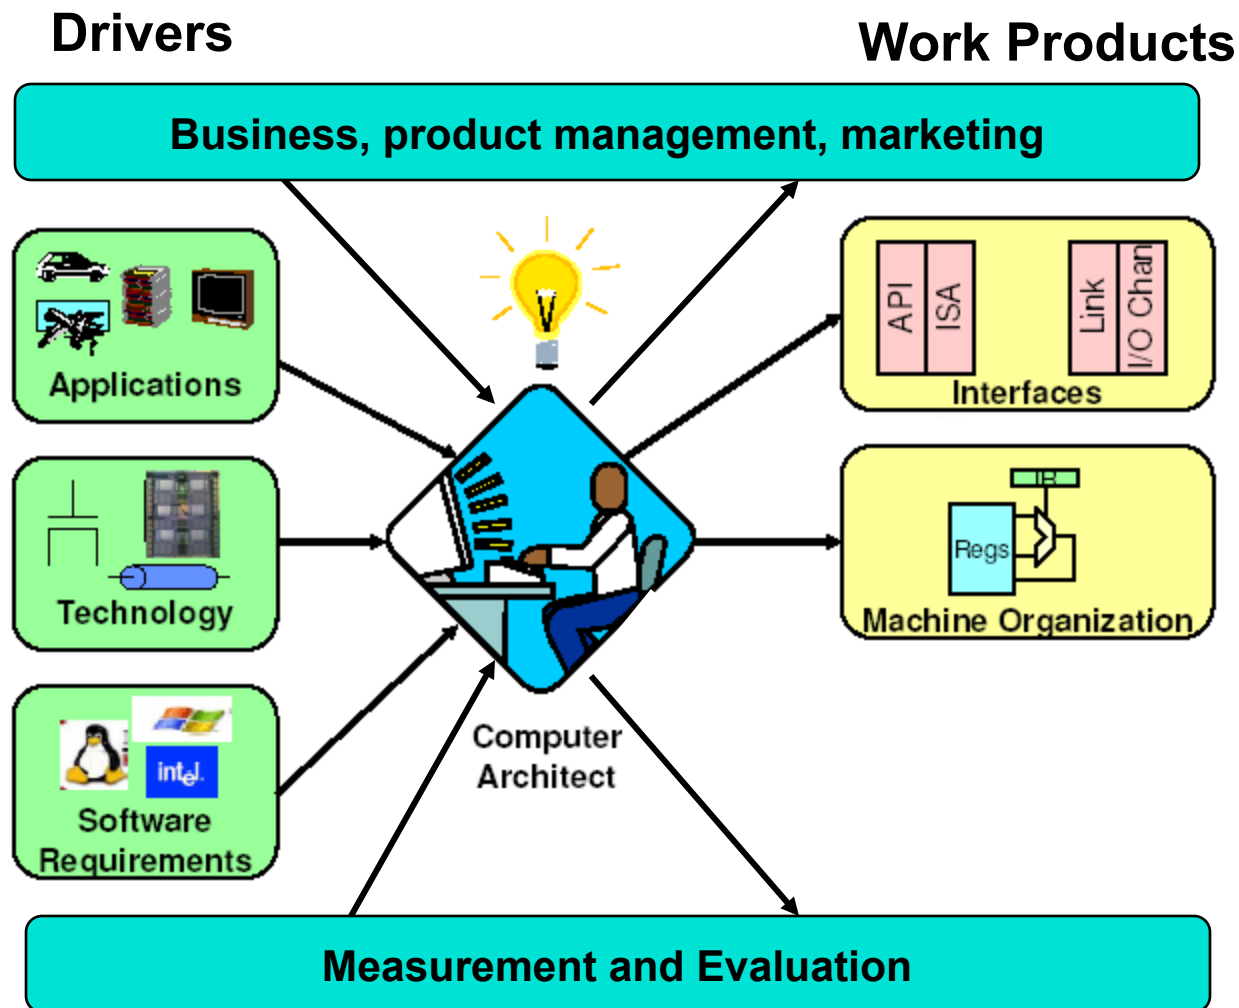 Drivers
Work Products
Business, product management, marketing
Applications
API
ISA
Link
I/O Chan
Interfaces
Technology
IR
Regs
Machine Organization
intel.
Software
Requirements
Computer
Architect
Measurement and Evaluation